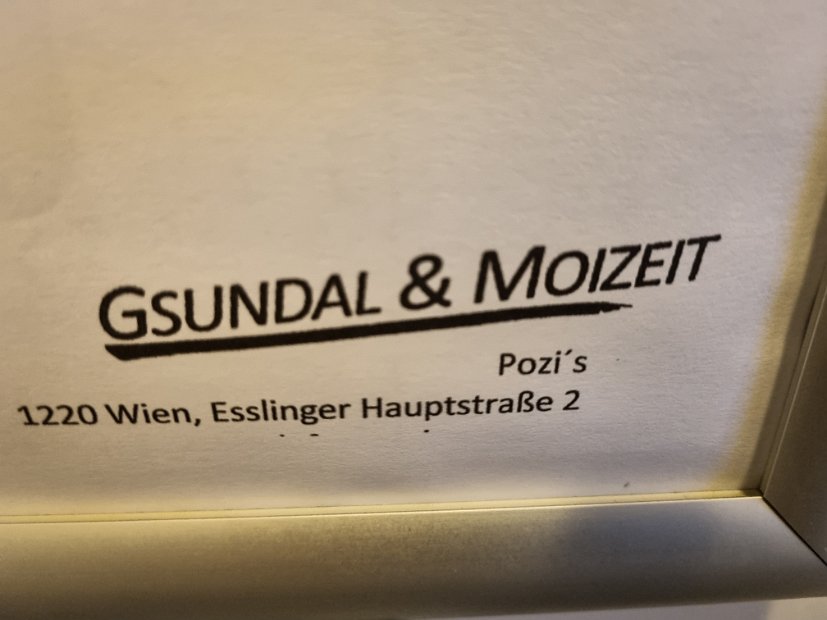 GSUNDAL & MOIZEIT
Pozi´s
1220 Wien, Esslinger Hauptstraße 2